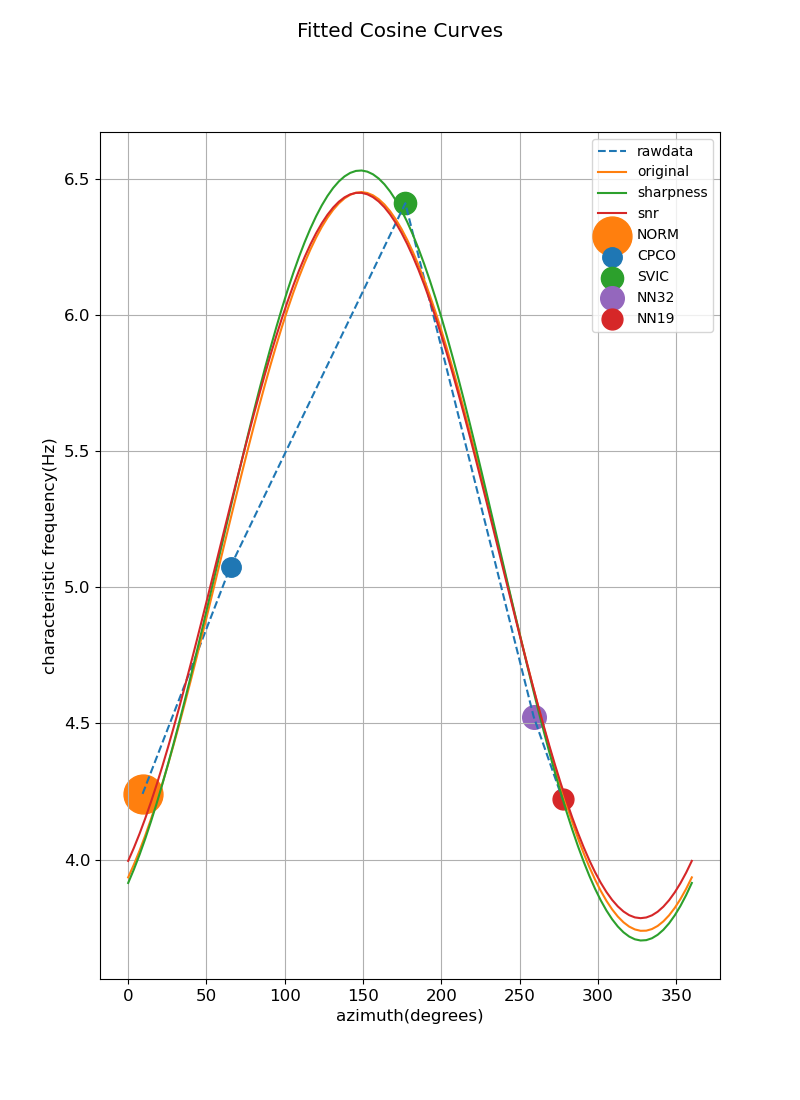 Fitted Cosine Curves
rawdata
original
sharpness
snr
NORM
CPCO
SVIC
NN32
NN19
characteristic frequency(Hz)
6.5
6.0
5.5
5.0
4.5
4.0
0 50 100 150 200 250 300 350
azimuth(degrees)